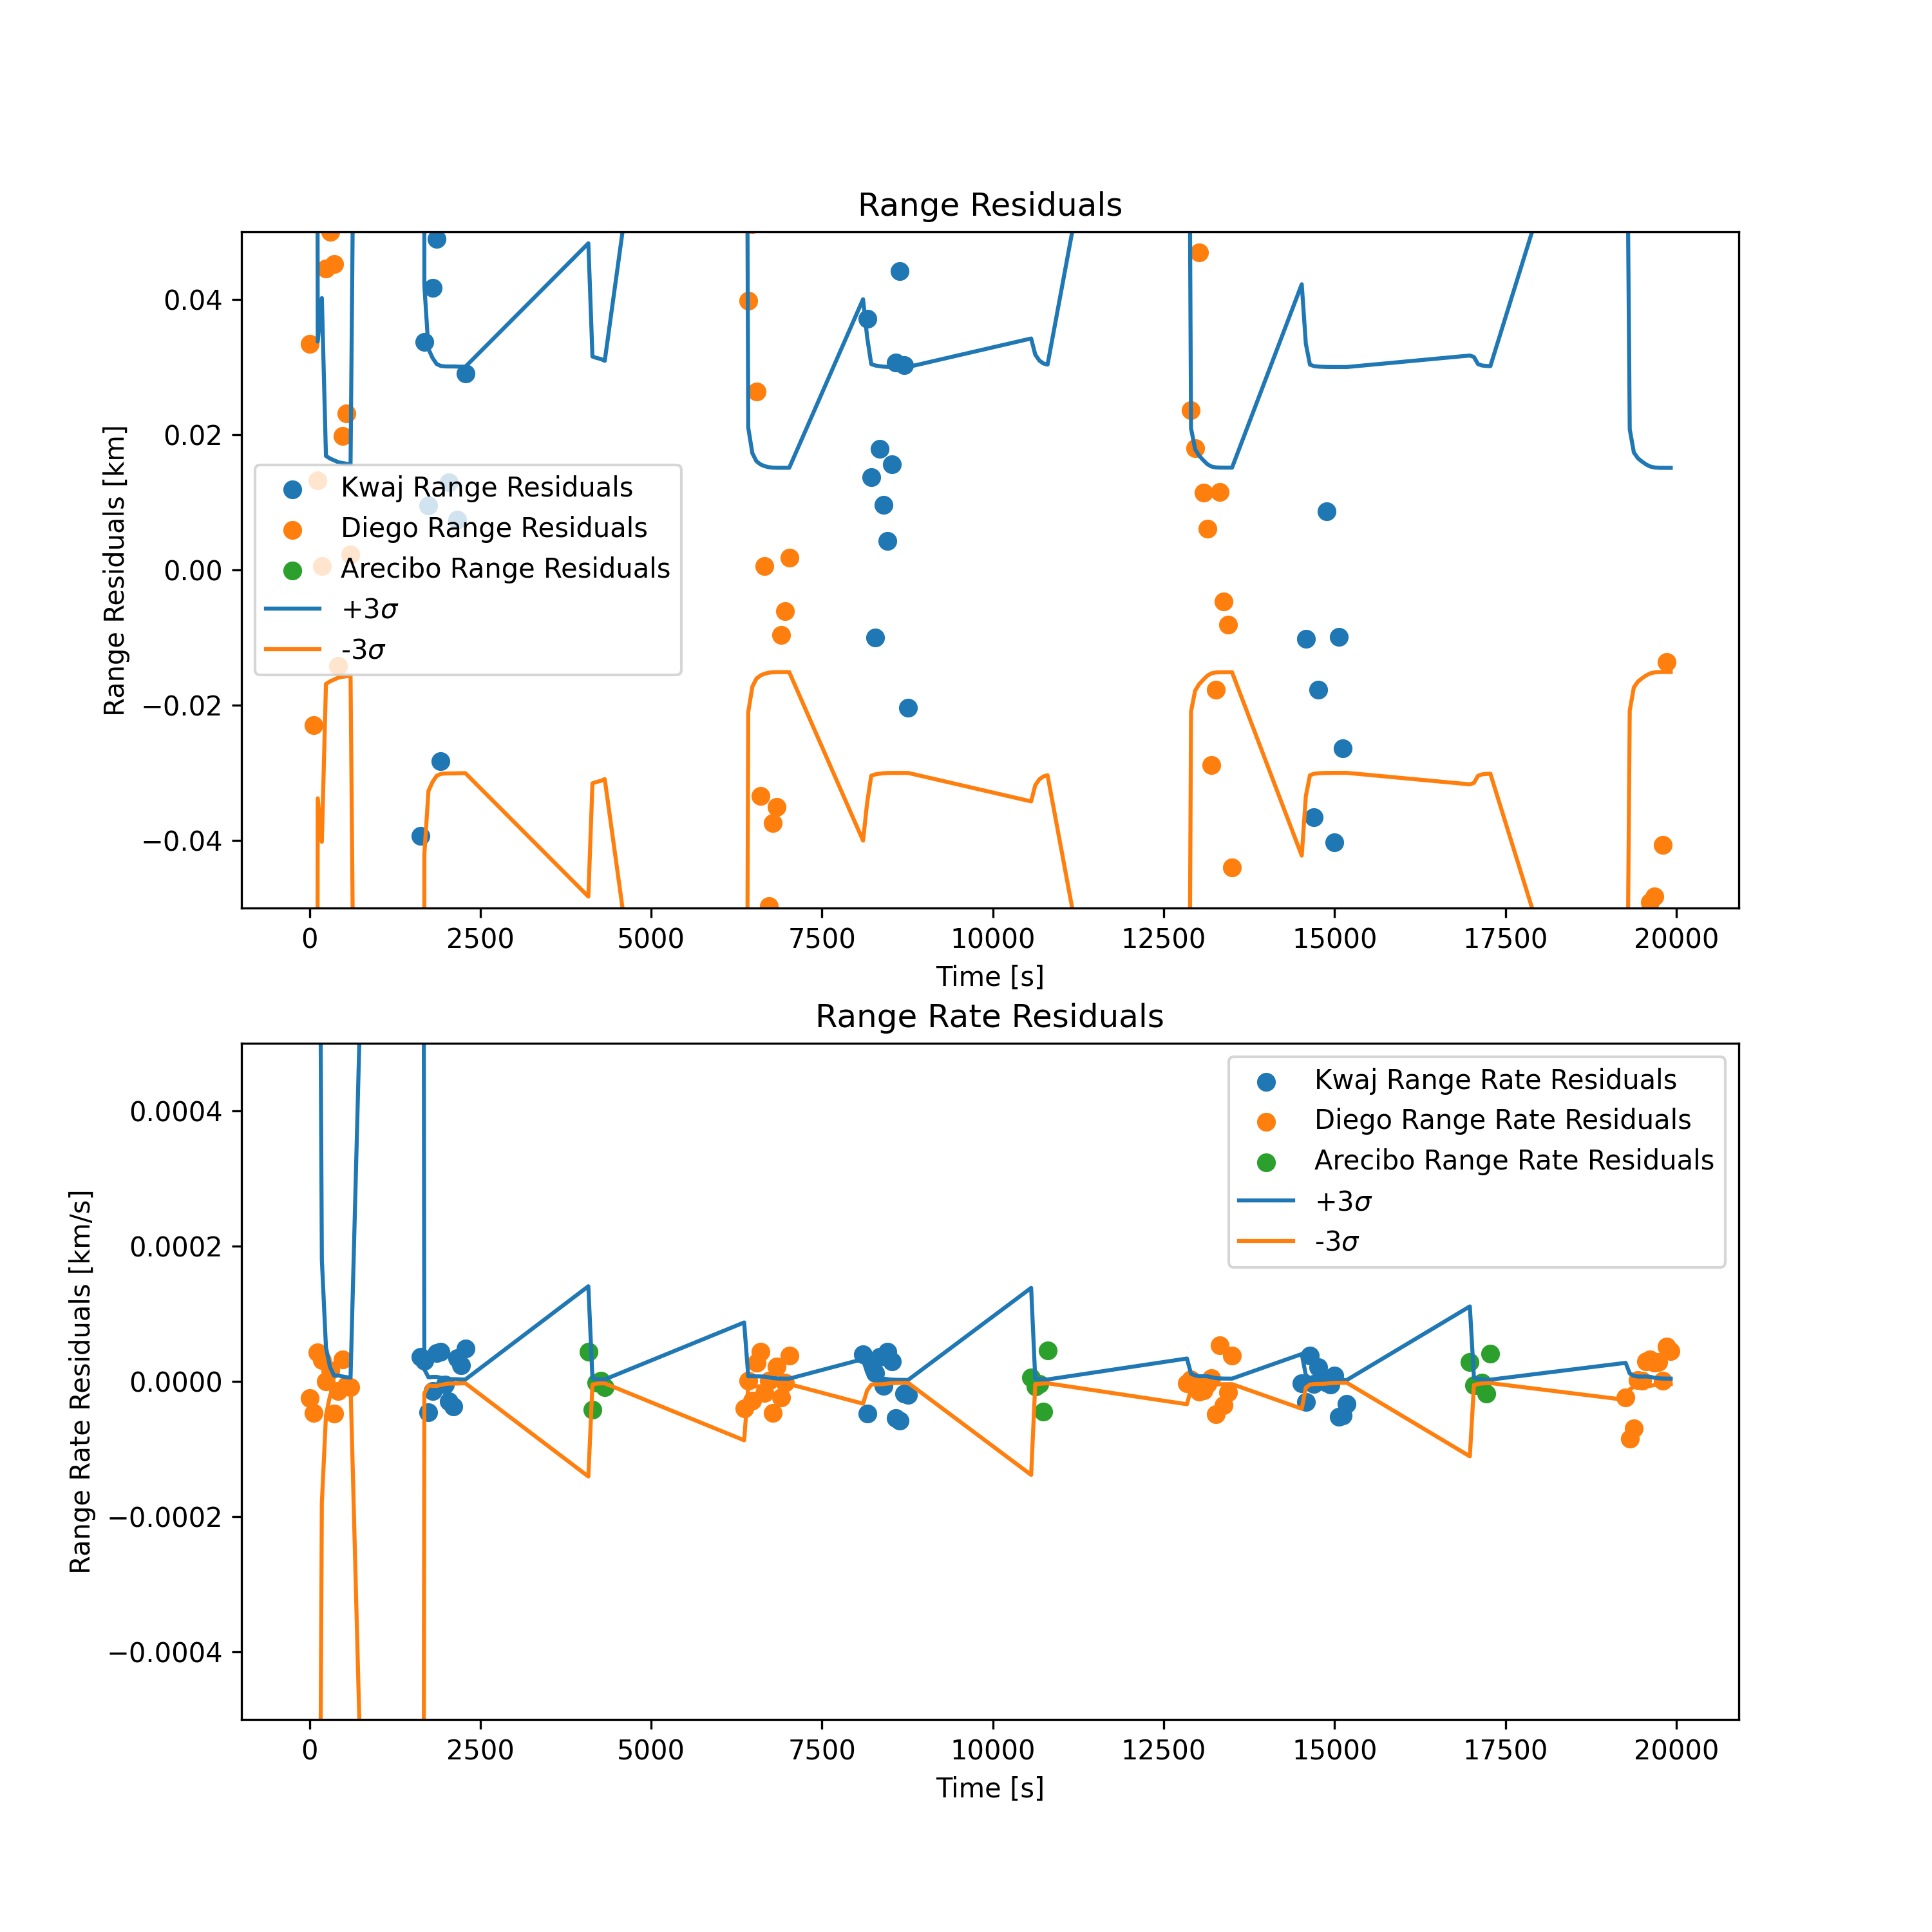 Range Residuals
Range Residuals [km]
0.04
0.02
0.00
−0.02
−0.04
Kwaj Range Residuals
Diego Range Residuals
Arecibo Range Residuals
+3σ
-3σ
0 2500 5000 7500 10000 12500 15000 17500 20000
Time [s]
Range Rate Residuals
Range Rate Residuals [km/s]
0.0004
0.0002
0.0000
−0.0002
−0.0004
Kwaj Range Rate Residuals
Diego Range Rate Residuals
Arecibo Range Rate Residuals
+3σ
-3σ
0 2500 5000 7500 10000 12500 15000 17500 20000
Time [s]